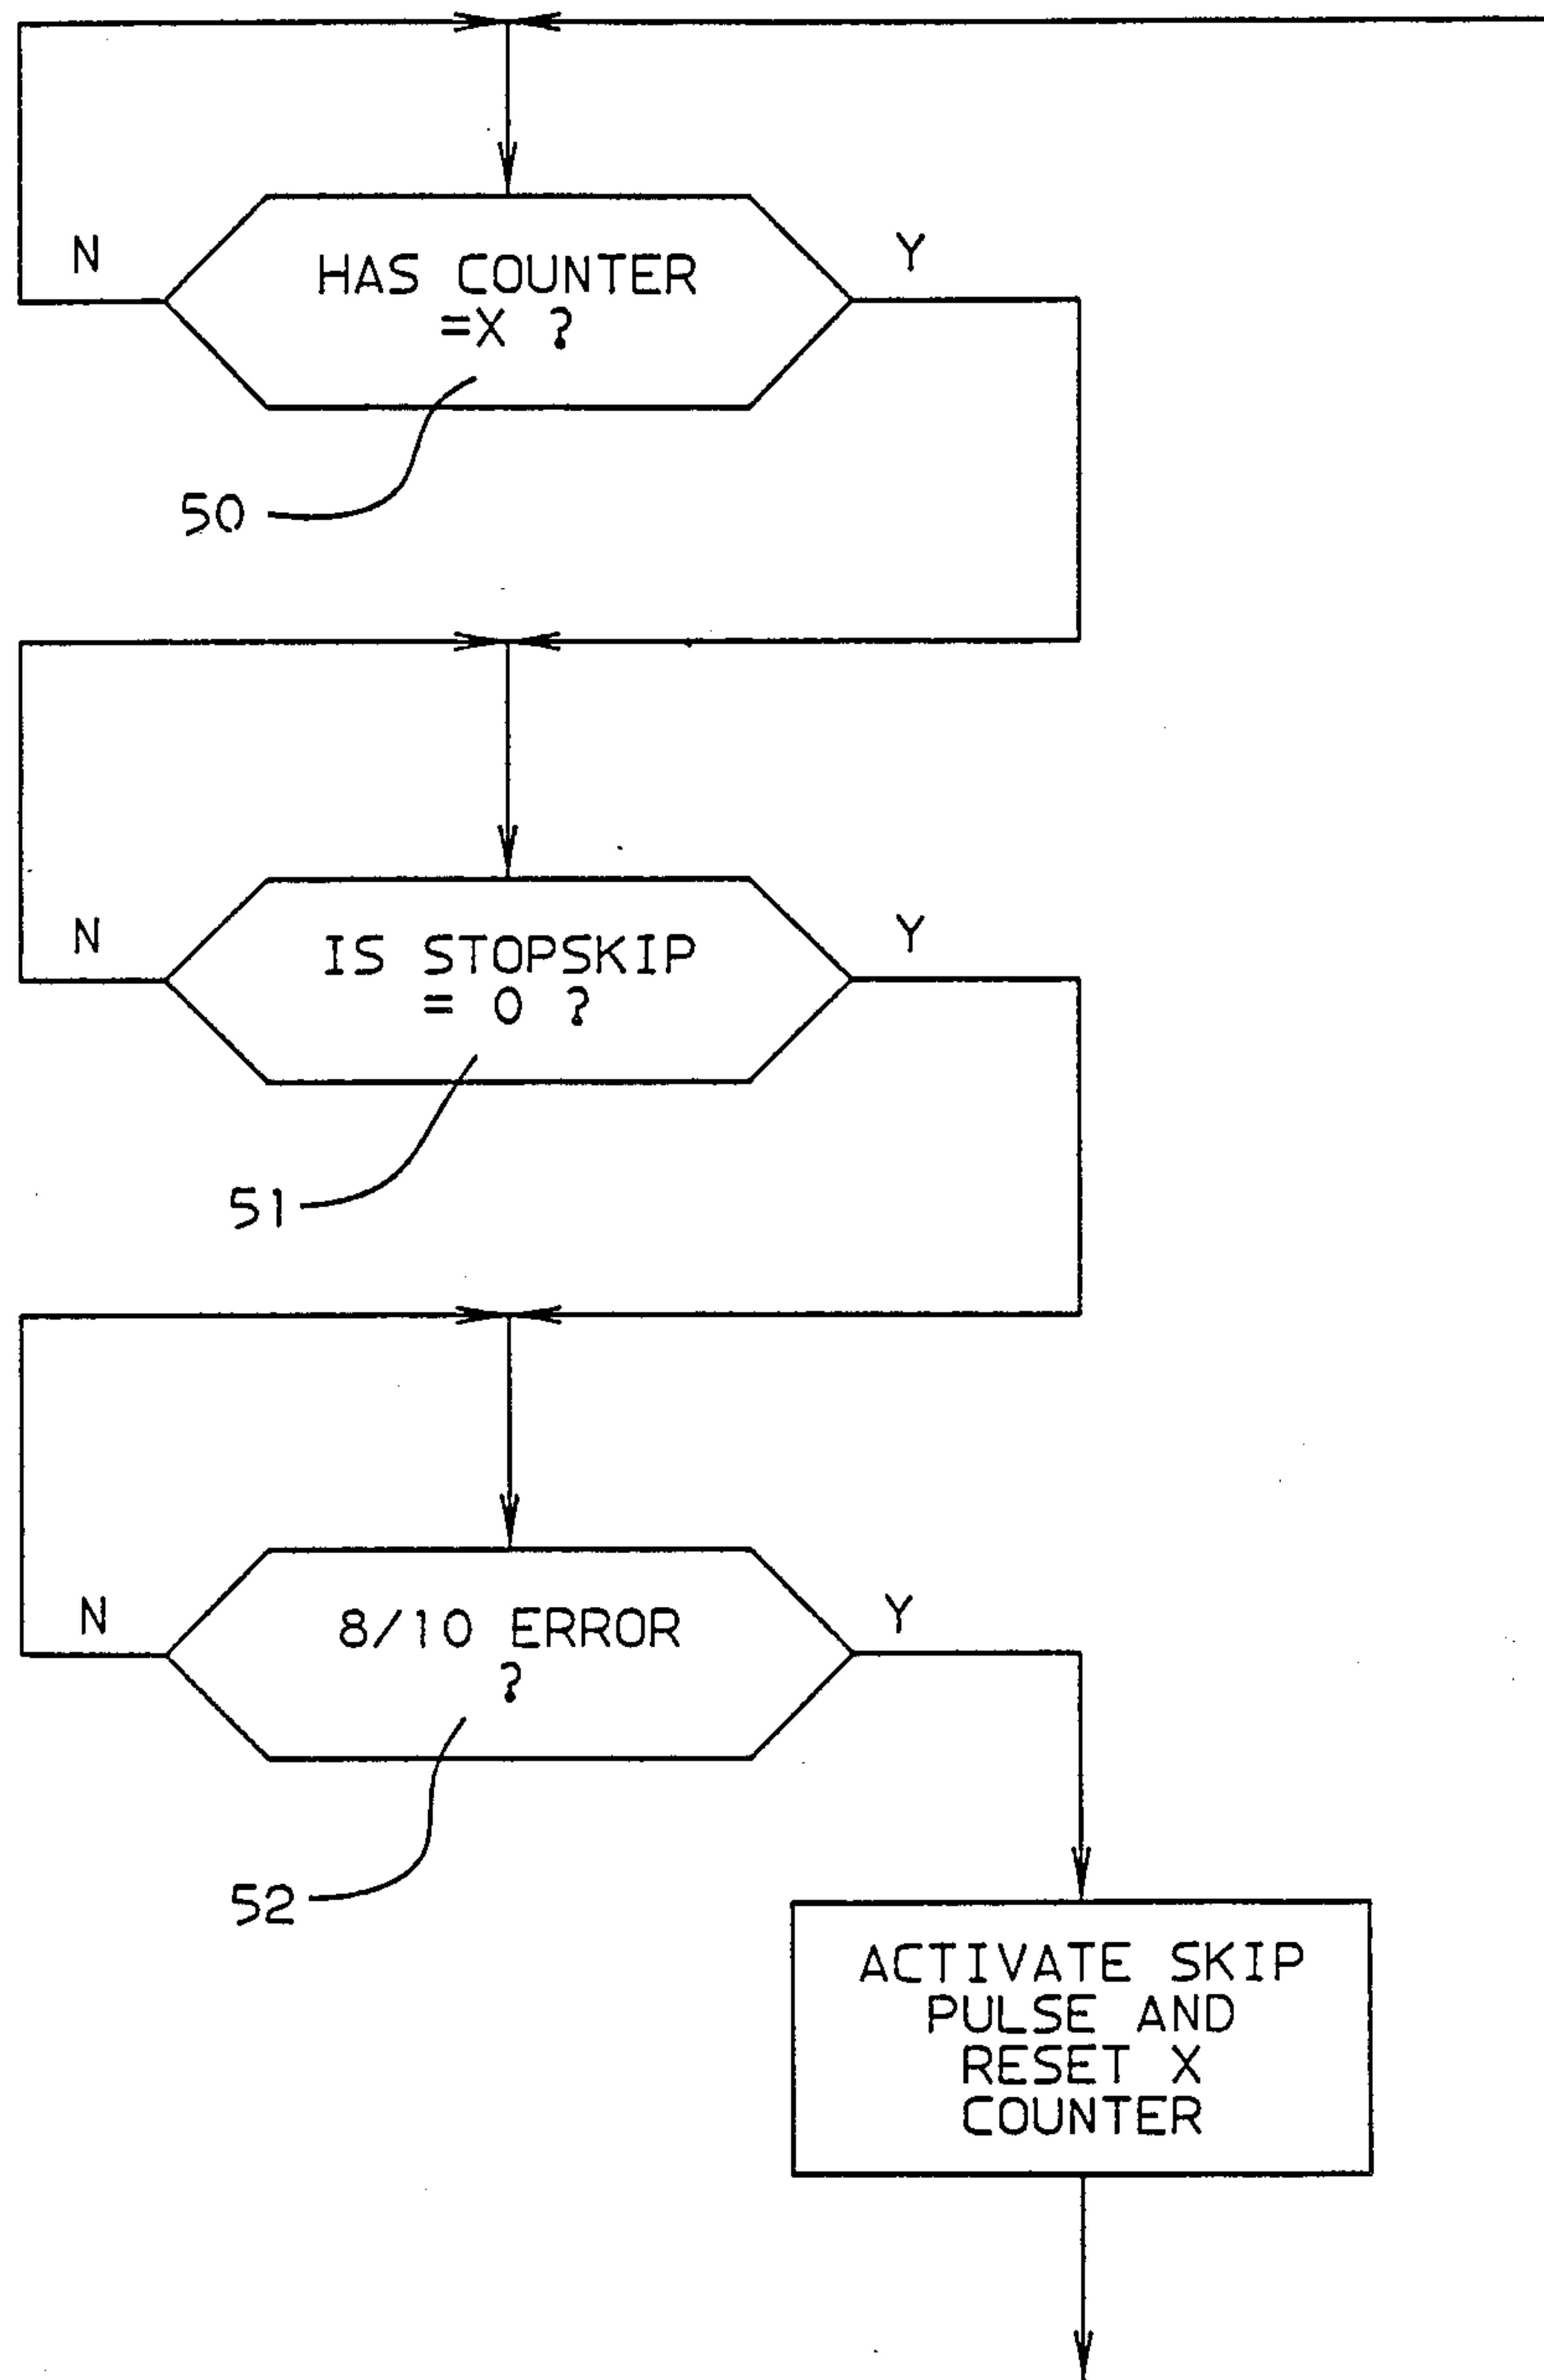 N
HAS COUNTER
=X ?
Y
50
N
IS STOPSKIP
= 0 ?
Y
51
N
8/10 ERROR
?
Y
52
ACTIVATE SKIP
PULSE AND
RESET X
COUNTER